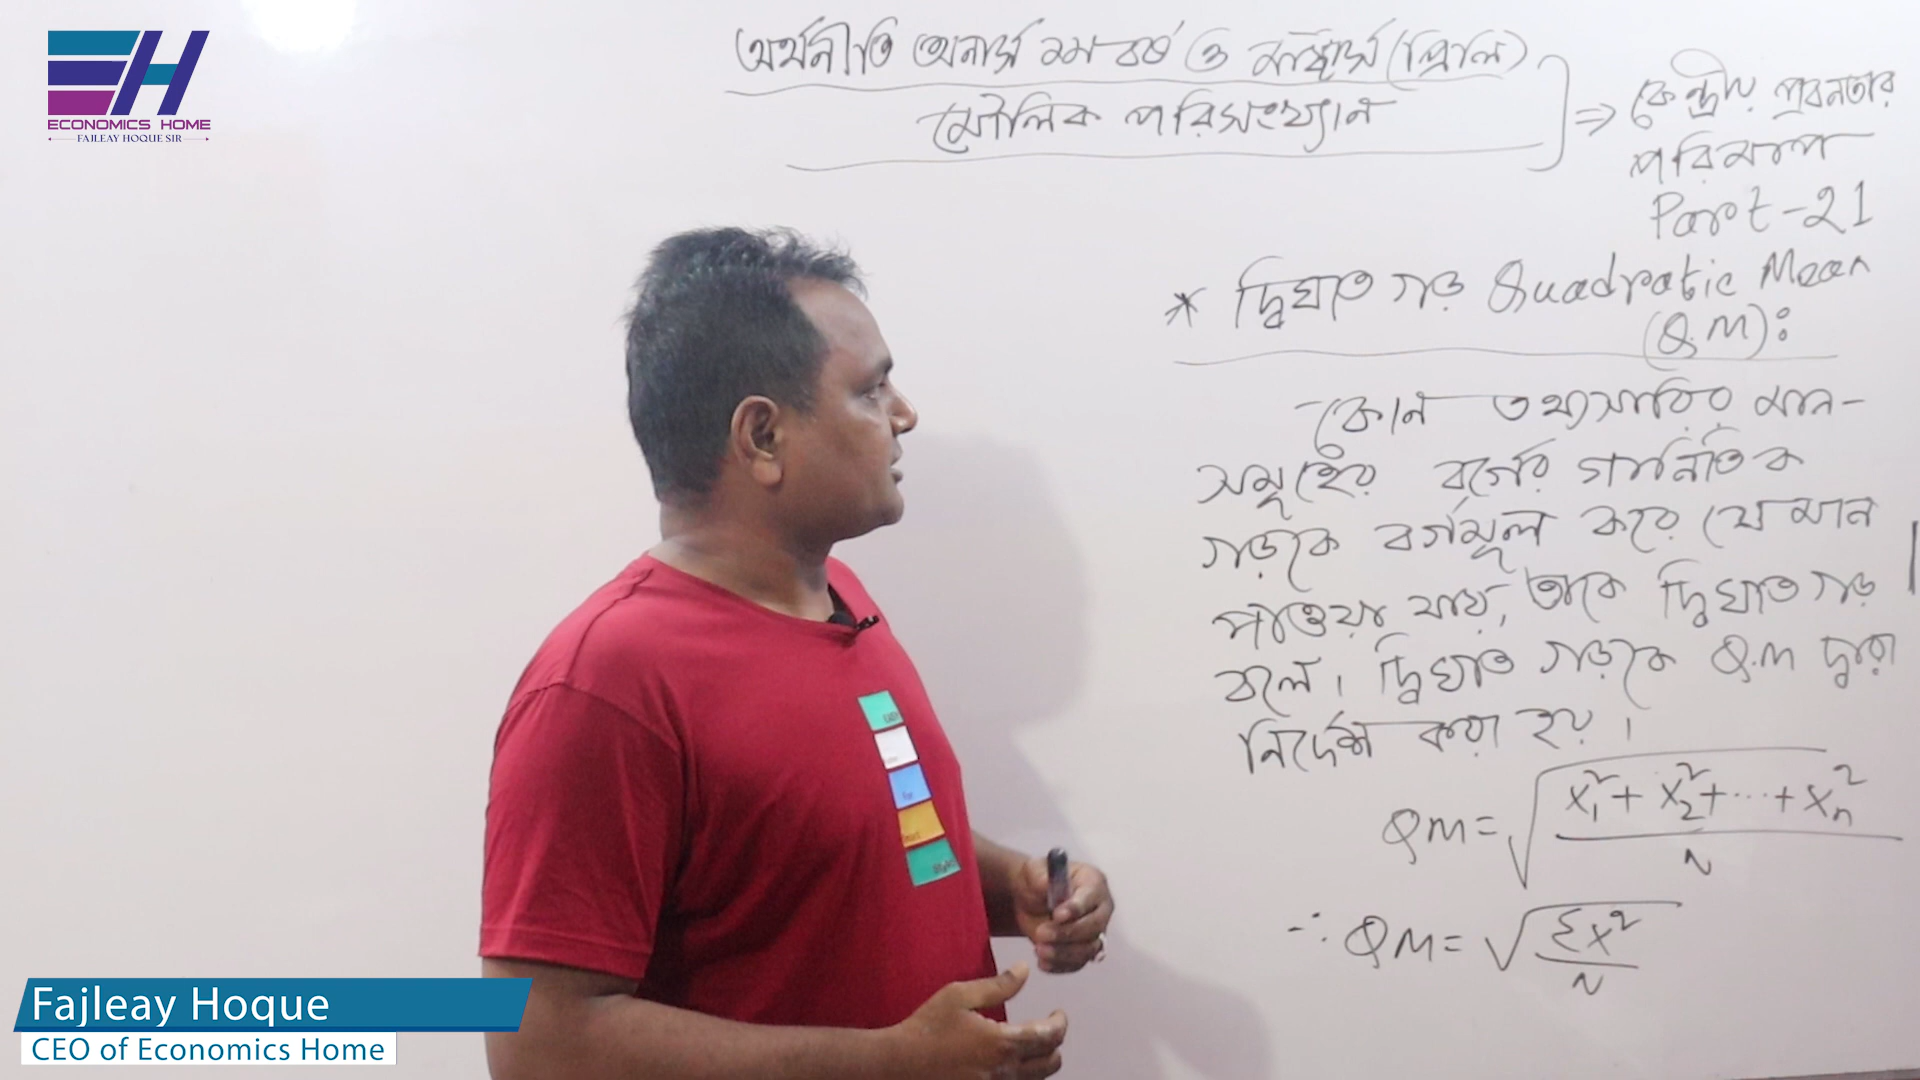 EH
ECONOMICS HOME
FAJLEAY HOQUE SIR
অর্থনীতি অনার্স ১ম বর্ষ ও মাস্টার্স (প্রিলি)
মৌলিক পরিসংখ্যান
⇒ কেন্দ্রীয় প্রবনতার
পরিমাপ
Part-21
* দ্বিঘাত গড় Quadratic Mean
(Q.M):
কোন তথ্যসারির মান-
সমূহের বর্গের গাণিতিক
গড়কে বর্গমূল করে যে মান
পাওয়া যায়, তাকে দ্বিঘাত গড়
বলে। দ্বিঘাত গড়কে Q.M দ্বারা
নির্দেশ করা হয়।
QM = √((x₁² + x₂² + ... + xₙ²)/N)
∴ QM = √(Σx²/N)
Fajleay Hoque
CEO of Economics Home